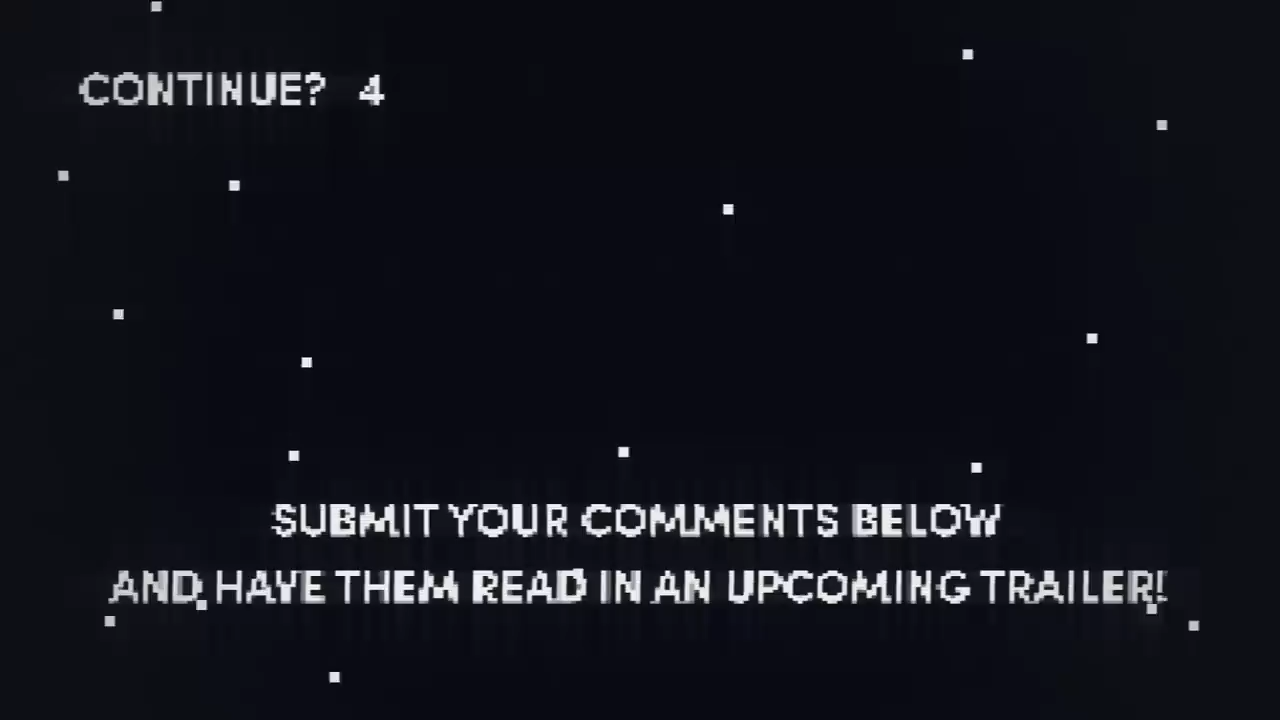 CONTINUE? 4
SUBMIT YOUR COMMENTS BELOW
AND HAVE THEM READ IN AN UPCOMING TRAILER!